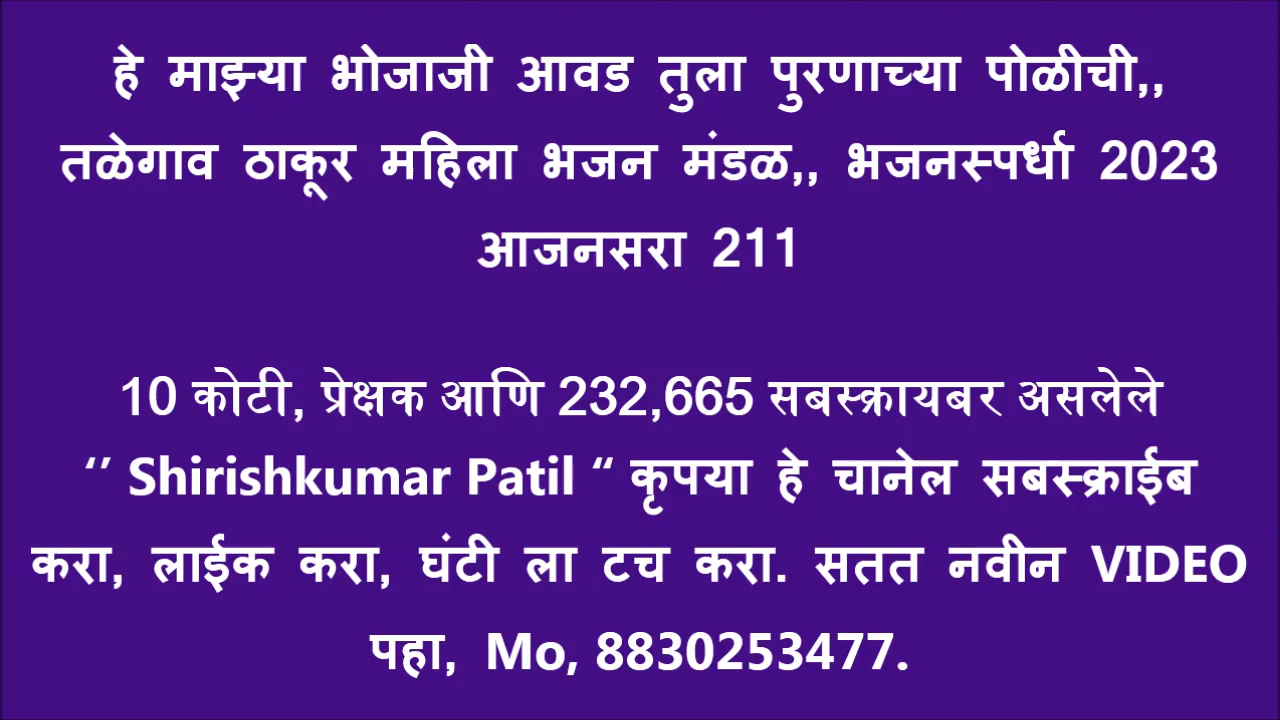 हे माझ्या भोजाजी आवड तुला पुरणाच्या पोळीची,,
तळेगाव ठाकूर महिला भजन मंडळ,, भजनस्पर्धा 2023
आजनसरा 211
10 कोटी, प्रेक्षक आणि 232,665 सबस्क्रायबर असलेले
‘’ Shirishkumar Patil “ कृपया हे चानेल सबस्क्राईब
करा, लाईक करा, घंटी ला टच करा. सतत नवीन VIDEO
पहा, Mo, 8830253477.